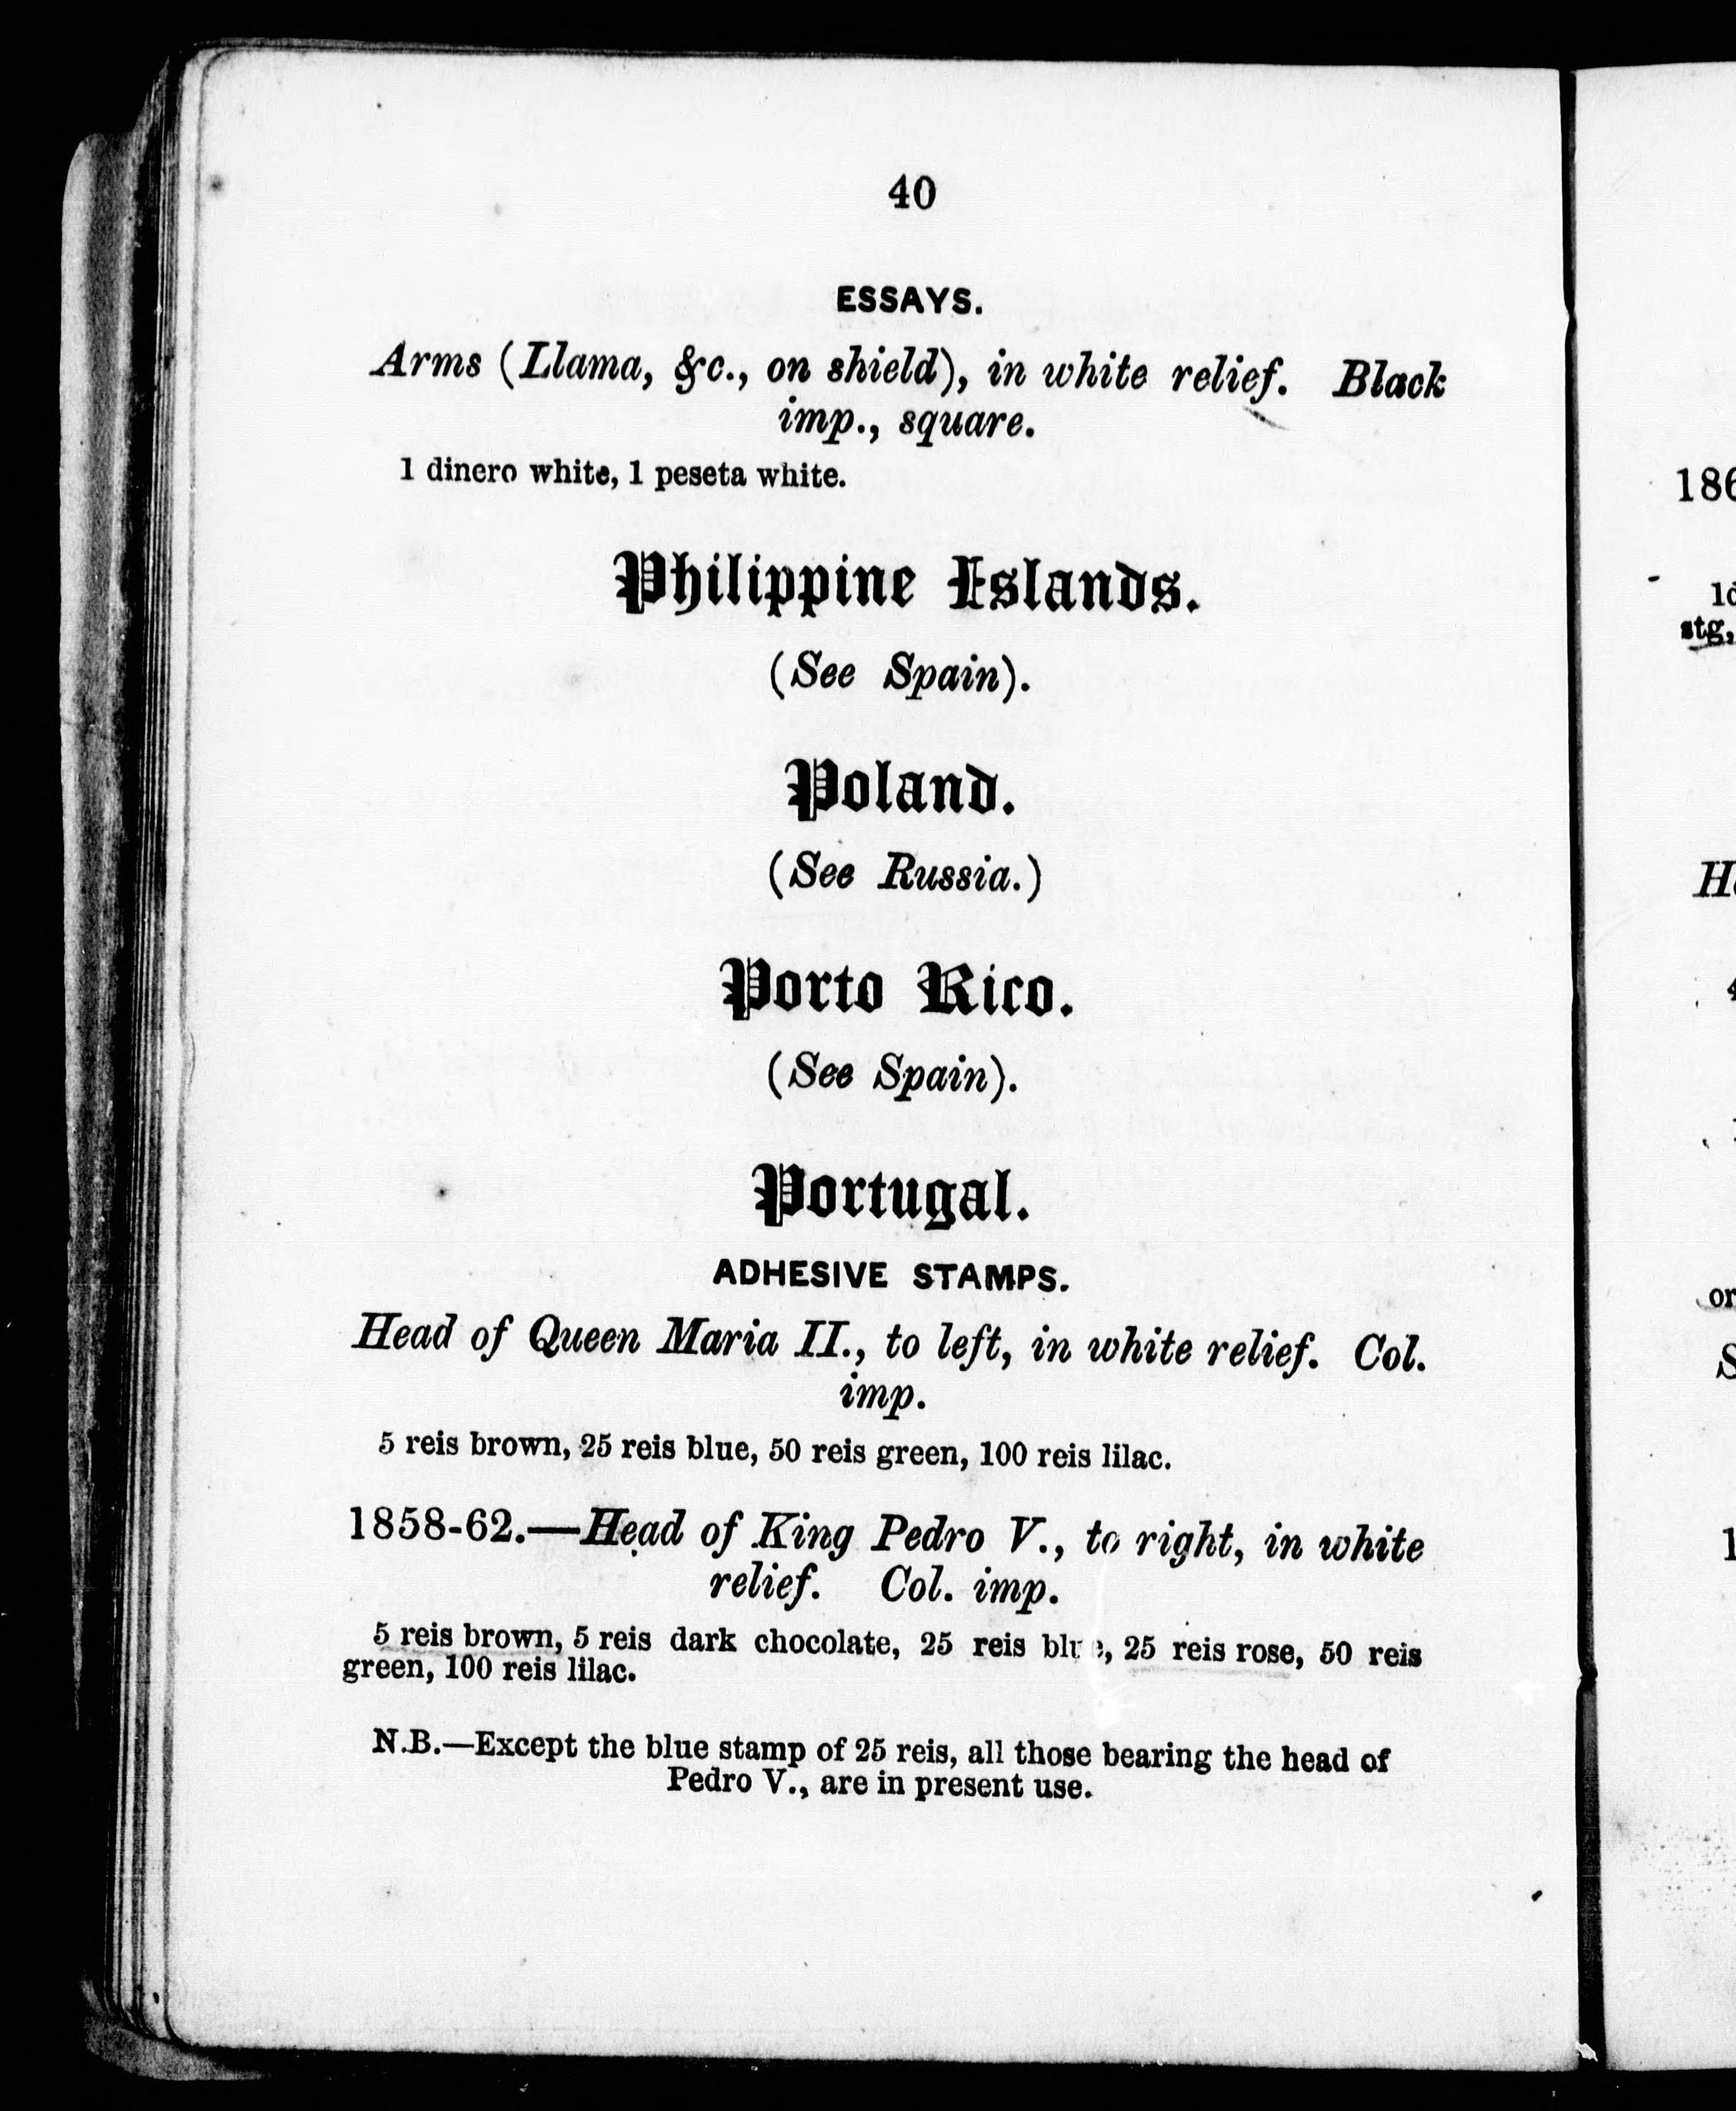 40
ESSAYS.
Arms (Llama, &c., on shield), in white relief. Black
imp., square.
1 dinero white, 1 peseta white.
Philippine Islands.
(See Spain).
Poland.
(See Russia.)
Porto Rico.
(See Spain).
Portugal.
ADHESIVE STAMPS.
Head of Queen Maria II., to left, in white relief. Col.
imp.
5 reis brown, 25 reis blue, 50 reis green, 100 reis lilac.
1858-62.—Head of King Pedro V., to right, in white
relief. Col. imp.
5 reis brown, 5 reis dark chocolate, 25 reis blue, 25 reis rose, 50 reis
green, 100 reis lilac.
N.B.—Except the blue stamp of 25 reis, all those bearing the head of
Pedro V., are in present use.
stg,